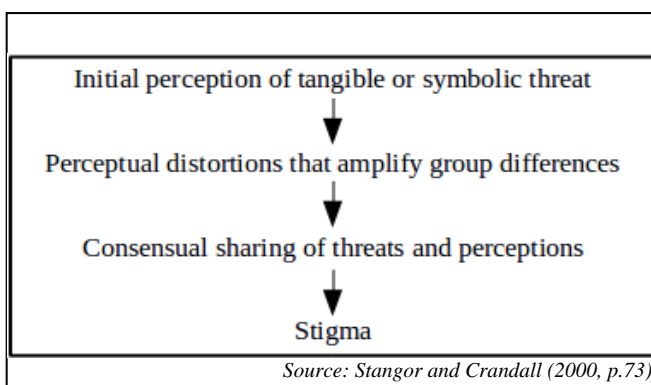 Initial perception of tangible or symbolic threat
Perceptual distortions that amplify group differences
Consensual sharing of threats and perceptions
Stigma
Source: Stangor and Crandall (2000, p.73)